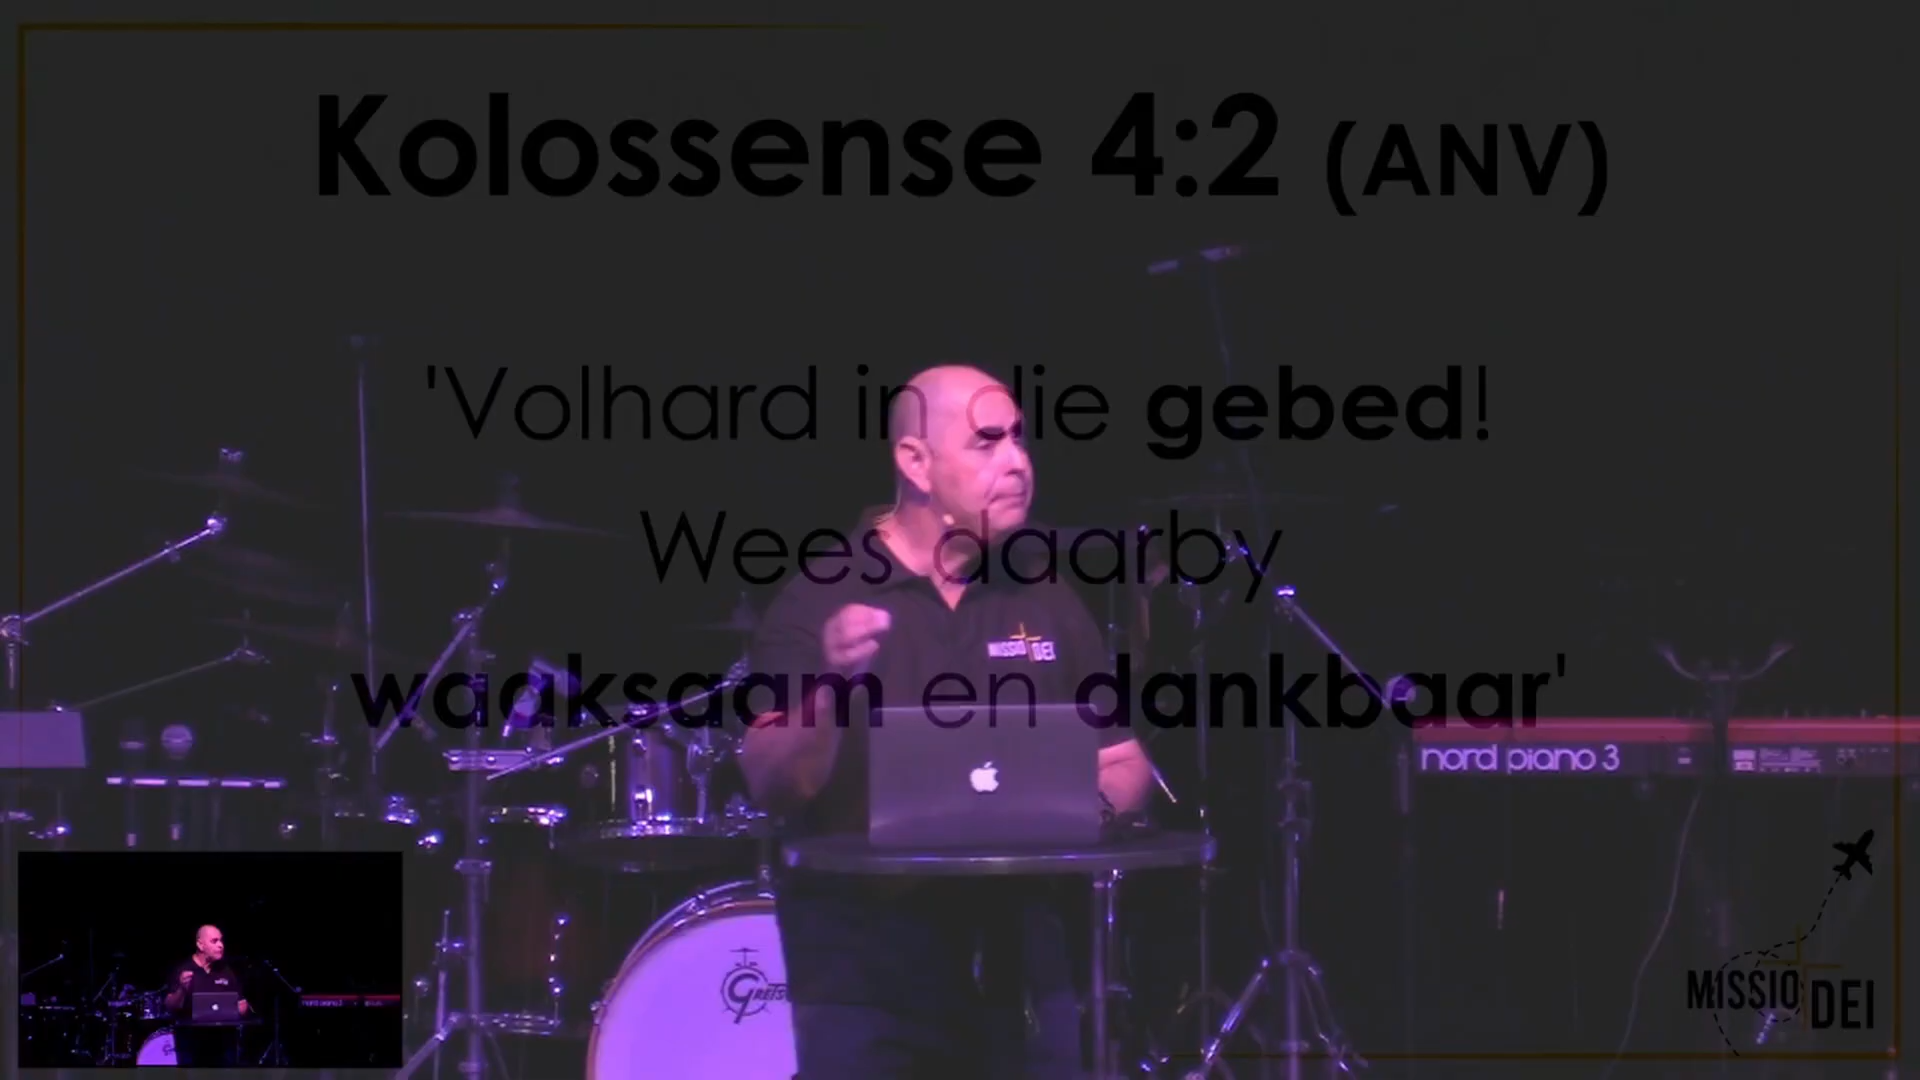 Kolossense 4:2 (ANV)
'Volhard in die gebed!
Wees daarby
waaksaam en dankbaar'
MISSIO DEI
nord piano 3
GRETS
MISSIO DEI